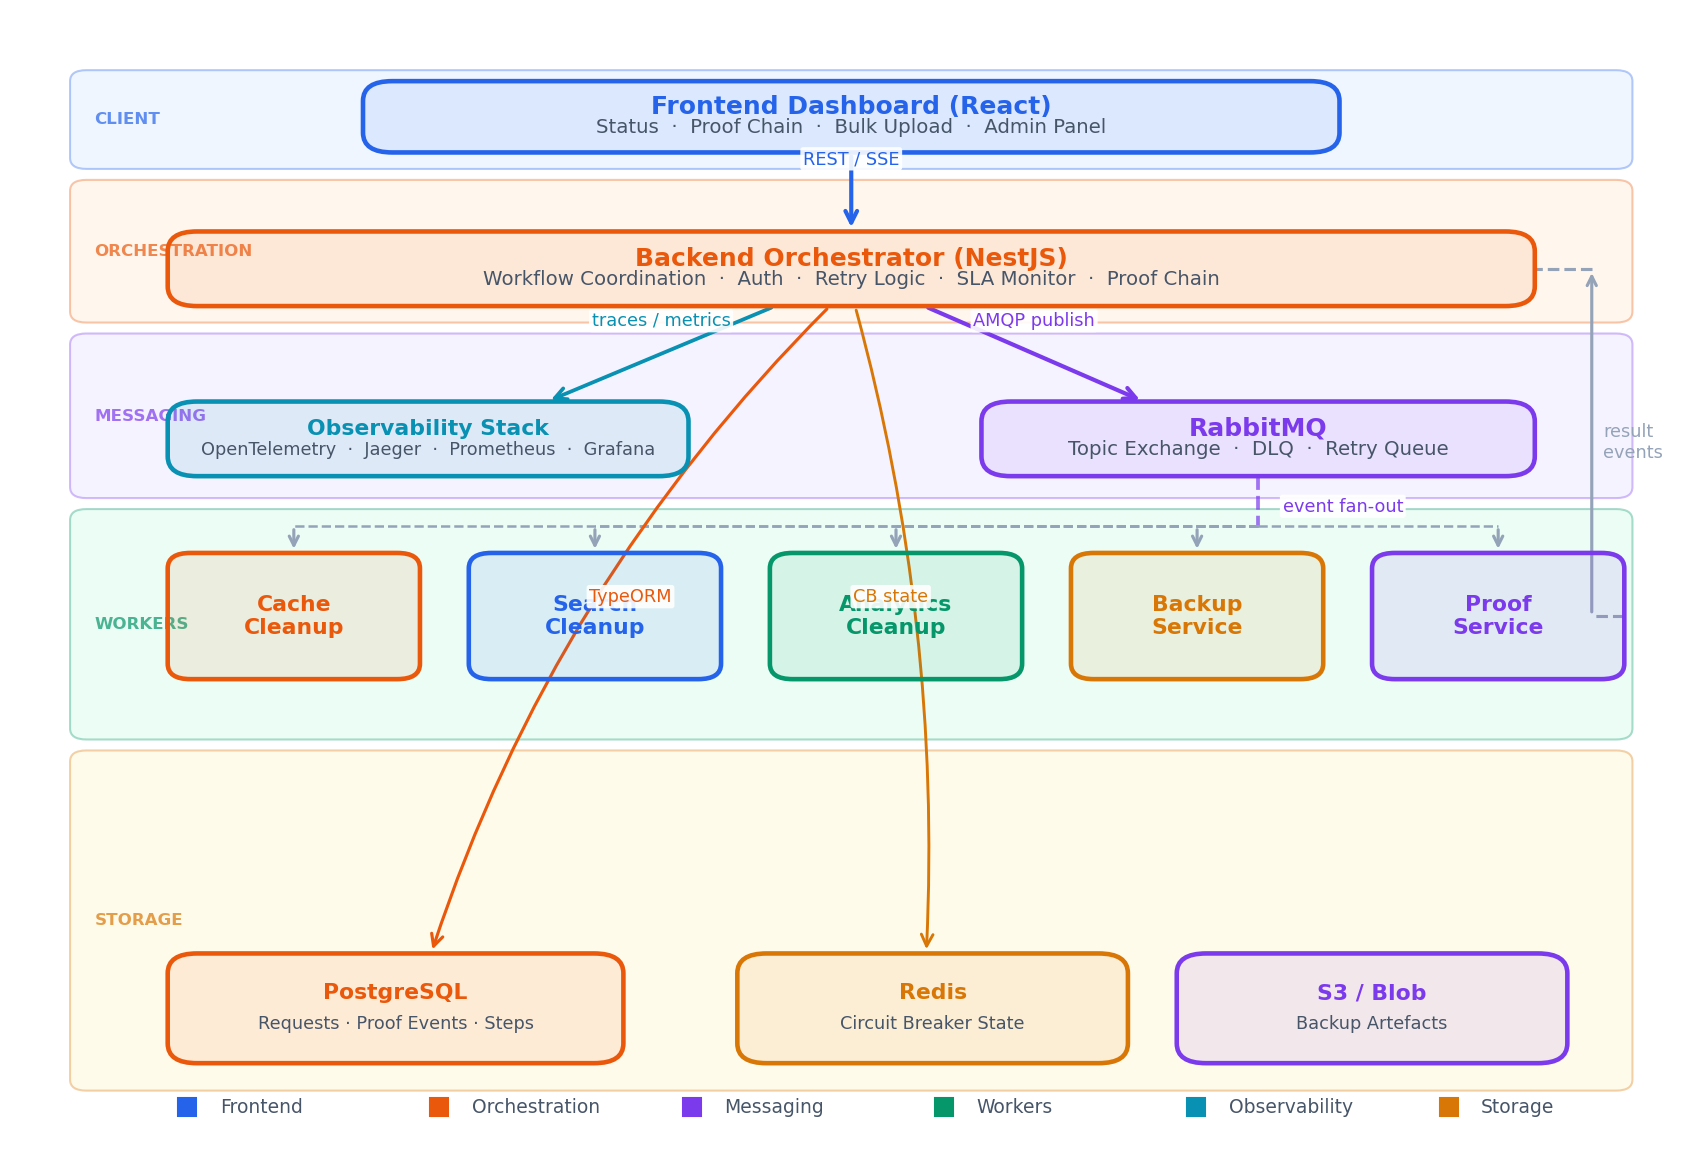 CLIENT
Frontend Dashboard (React)
Status · Proof Chain · Bulk Upload · Admin Panel
REST / SSE
ORCHESTRATION
Backend Orchestrator (NestJS)
Workflow Coordination · Auth · Retry Logic · SLA Monitor · Proof Chain
traces / metrics
AMQP publish
MESSAGING
Observability Stack
OpenTelemetry · Jaeger · Prometheus · Grafana
RabbitMQ
Topic Exchange · DLQ · Retry Queue
result
events
event fan-out
WORKERS
Cache
Cleanup
Search
Cleanup
TypeORM
Analytics
Cleanup
CB state
Backup
Service
Proof
Service
STORAGE
PostgreSQL
Requests · Proof Events · Steps
Redis
Circuit Breaker State
S3 / Blob
Backup Artefacts
Frontend
Orchestration
Messaging
Workers
Observability
Storage